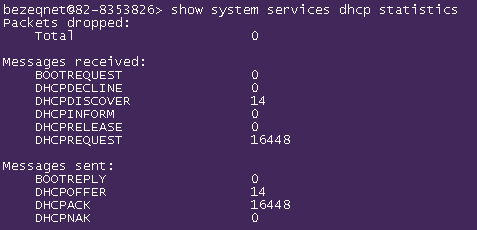 bezeqnet@82-8353826> show system services dhcp statistics
Packets dropped:
Total 0
Messages received:
BOOTREQUEST 0
DHCPDECLINE 0
DHCPDISCOVER 14
DHCPINFORM 0
DHCPRELEASE 0
DHCPREQUEST 16448
Messages sent:
BOOTREPLY 0
DHCPOFFER 14
DHCPACK 16448
DHCPNAK 0